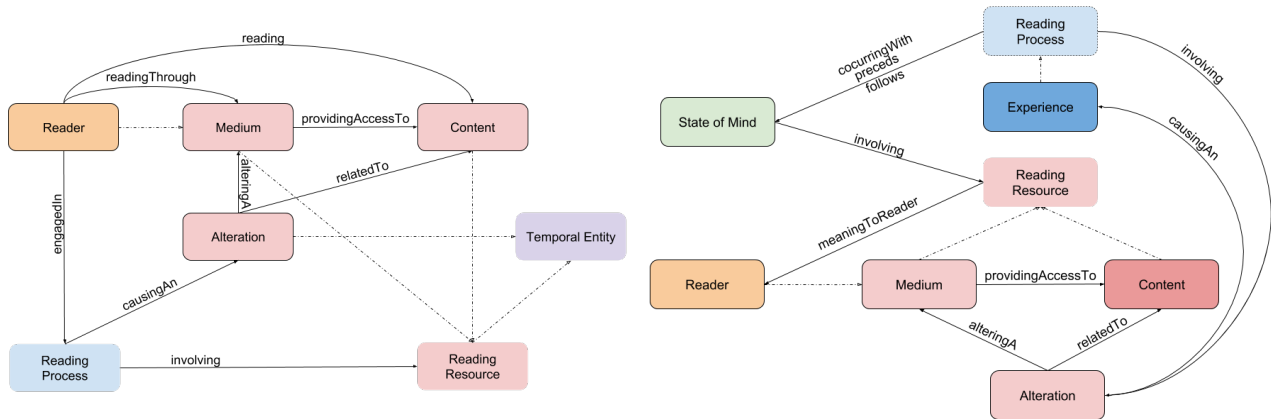 reading
readingThrough
Reader
Medium
providingAccessTo
Content
alteringA
relatedTo
engagedIn
Alteration
Temporal Entity
causingAn
Reading
Process
involving
Reading
Resource
Reading
Process
involving
cocurringWith
preceds
follows
Experience
State of Mind
causingAn
involving
Reading
Resource
meaningToReader
Reader
Medium
providingAccessTo
Content
alteringA
relatedTo
Alteration